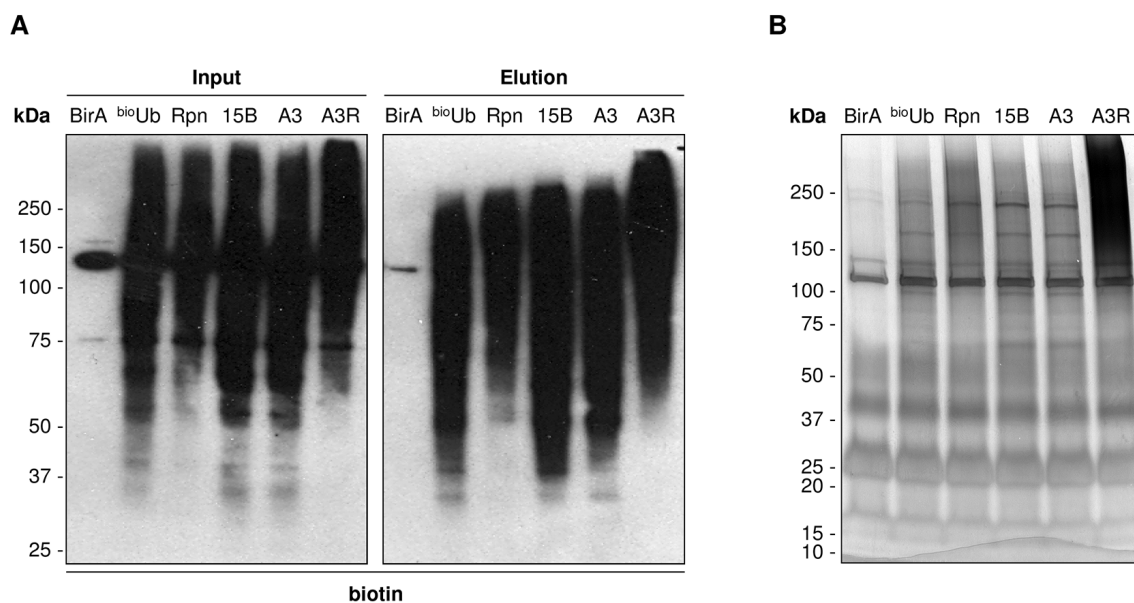 A
B
Input
Elution
kDa BirA bioUb Rpn 15B A3 A3R
BirA bioUb Rpn 15B A3 A3R
250 -
150 -
100 -
75 -
50 -
37 -
25 -
biotin
kDa BirA bioUb Rpn 15B A3 A3R
250 -
150 -
100 -
75 -
50 -
37 -
25 -
20 -
15 -
10 -